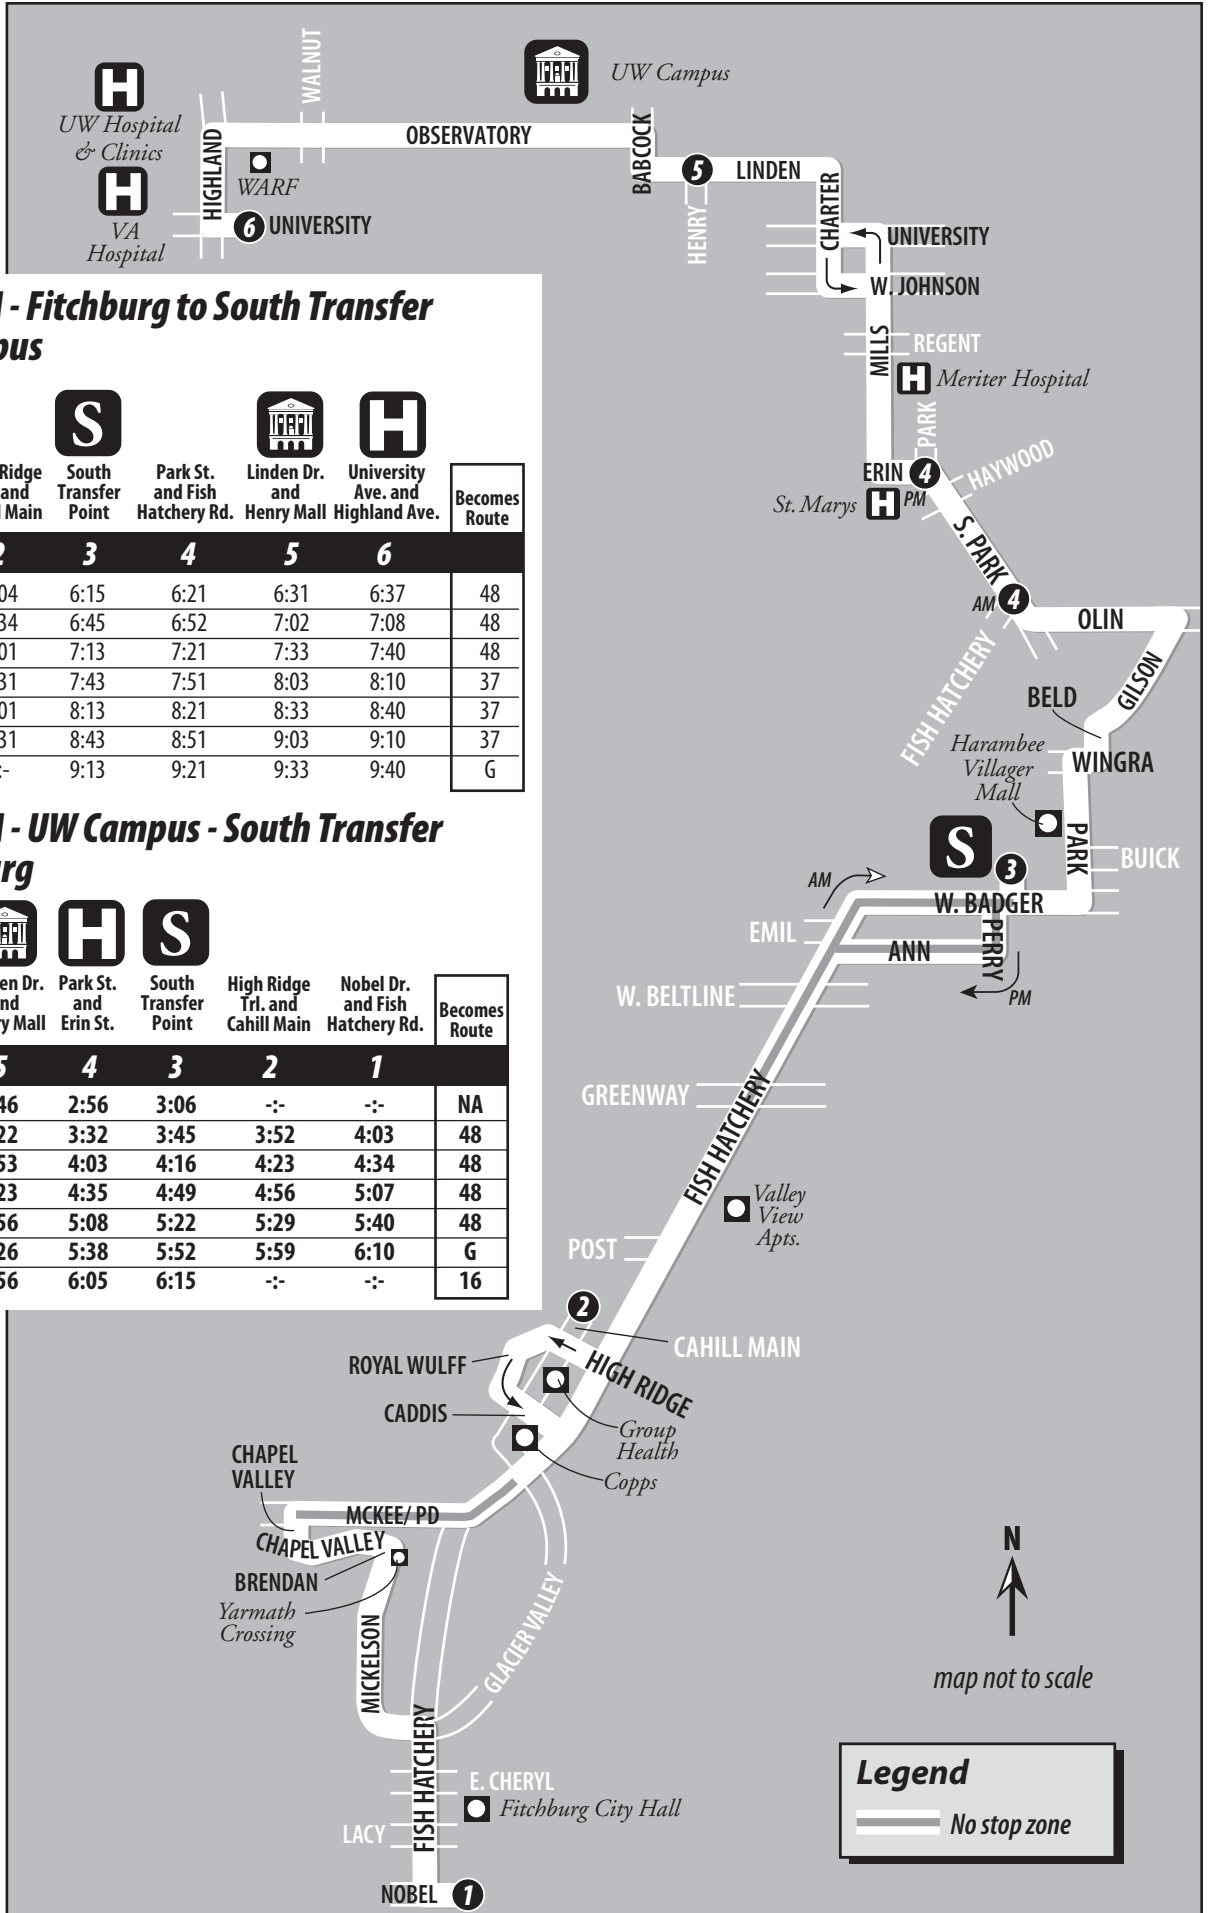 WALNUT
UW Campus
UW Hospital
& Clinics
HIGHLAND
OBSERVATORY
BABCOCK
WARF
5
LINDEN
CHARTER
VA
Hospital
6 UNIVERSITY
HENRY
UNIVERSITY
W. JOHNSON
MILLS
REGENT
H Meriter Hospital
PARK
ERIN 4
PM
HAYWOOD
St. Marys H
S. PARK
AM 4
OLIN
FISH HATCHERY
GILSON
BELD
Harambee
Villager
Mall
WINGRA
PARK
BUICK
S
3
AM
W. BADGER
EMIL
ANN
PERRY
PM
W. BELTLINE
GREENWAY
FISH HATCHERY
Valley
View
Apts.
POST
2
CAHILL MAIN
ROYAL WULFF
HIGH RIDGE
CADDIS
Group
Health
Copps
CHAPEL
VALLEY
MCKEE/ PD
CHAPEL VALLEY
BRENDAN
Yarmath
Crossing
GLACIER VALLEY
MICKELSON
FISH HATCHERY
E. CHERYL
Fitchburg City Hall
LACY
NOBEL 1
N
map not to scale
Legend
No stop zone
- Fitchburg to South Transfer
S
H
Ridge
and
Main
South
Transfer
Point
Park St.
and Fish
Hatchery Rd.
Linden Dr.
and
Henry Mall
University
Ave. and
Highland Ave.
Becomes
Route
2 3 4 5 6
04 6:15 6:21 6:31 6:37 48
34 6:45 6:52 7:02 7:08 48
01 7:13 7:21 7:33 7:40 48
31 7:43 7:51 8:03 8:10 37
01 8:13 8:21 8:33 8:40 37
31 8:43 8:51 9:03 9:10 37
:- 9:13 9:21 9:33 9:40 G
- UW Campus - South Transfer
H
S
en Dr.
nd
y Mall
Park St.
and
Erin St.
South
Transfer
Point
High Ridge
Trl. and
Cahill Main
Nobel Dr.
and Fish
Hatchery Rd.
Becomes
Route
5 4 3 2 1
46 2:56 3:06 -:- -:- NA
22 3:32 3:45 3:52 4:03 48
53 4:03 4:16 4:23 4:34 48
23 4:35 4:49 4:56 5:07 48
56 5:08 5:22 5:29 5:40 48
26 5:38 5:52 5:59 6:10 G
56 6:05 6:15 -:- -:- 16